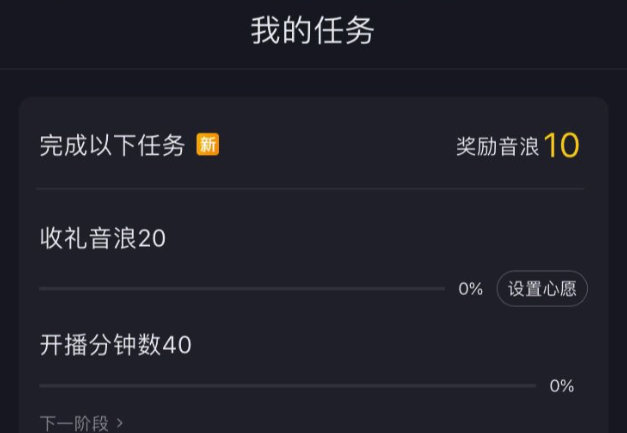 我的任务
完成以下任务 新 奖励音浪10
收礼音浪20
0% 设置心愿
开播分钟数40
0%
下一阶段 >